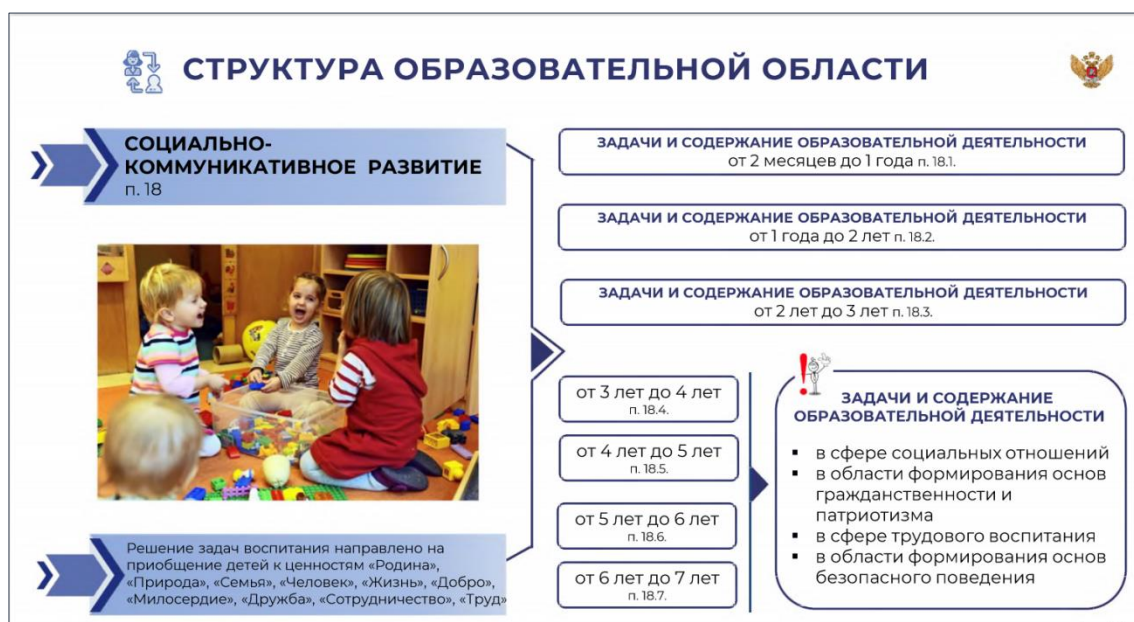 СТРУКТУРА ОБРАЗОВАТЕЛЬНОЙ ОБЛАСТИ
СОЦИАЛЬНО-
КОММУНИКАТИВНОЕ РАЗВИТИЕ
п. 18
Решение задач воспитания направлено на
приобщение детей к ценностям «Родина»,
«Природа», «Семья», «Человек», «Жизнь», «Добро»,
«Милосердие», «Дружба», «Сотрудничество», «Труд»
ЗАДАЧИ И СОДЕРЖАНИЕ ОБРАЗОВАТЕЛЬНОЙ ДЕЯТЕЛЬНОСТИ
от 2 месяцев до 1 года п. 18.1.
ЗАДАЧИ И СОДЕРЖАНИЕ ОБРАЗОВАТЕЛЬНОЙ ДЕЯТЕЛЬНОСТИ
от 1 года до 2 лет п. 18.2.
ЗАДАЧИ И СОДЕРЖАНИЕ ОБРАЗОВАТЕЛЬНОЙ ДЕЯТЕЛЬНОСТИ
от 2 лет до 3 лет п. 18.3.
от 3 лет до 4 лет
п. 18.4.
от 4 лет до 5 лет
п. 18.5.
от 5 лет до 6 лет
п. 18.6.
от 6 лет до 7 лет
п. 18.7.
ЗАДАЧИ И СОДЕРЖАНИЕ
ОБРАЗОВАТЕЛЬНОЙ ДЕЯТЕЛЬНОСТИ
▪ в сфере социальных отношений
▪ в области формирования основ
гражданственности и
патриотизма
▪ в сфере трудового воспитания
▪ в области формирования основ
безопасного поведения